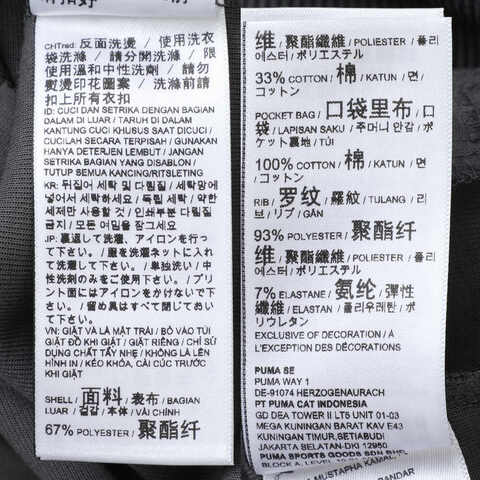 CHTred: 反面洗燙 / 使用洗衣
袋洗滌 / 請分開洗滌 / 限
使用溫和中性洗劑 / 請勿
熨燙印花圖案 / 洗滌前請
扣上所有衣扣
ID: CUCI DAN SETRIKA DENGAN BAGIAN
DALAM DI LUAR / TARUH DI DALAM
KANTUNG CUCI KHUSUS SAAT DICUCI /
CUCILAH SECARA TERPISAH / GUNAKAN
HANYA DETERJEN LEMBUT / JANGAN
SETRIKA BAGIAN YANG DISABLON /
TUTUP SEMUA KANCING/RITSLETING
KR: 뒤집어 세탁 및 다림질 / 세탁망에
넣어서 세탁하세요 / 독립 세탁 / 약한
세제만 사용할 것 / 인쇄부분 다림질
금지 / 모든 여밈을 잠그세요
JP: 裏返して洗濯、アイロンを行っ
て下さい。/ 服を洗濯ネットに入れ
て洗濯して下さい。/ 単独洗い / 中
性洗剤のみをご使用下さい。/ プリ
ント面にはアイロンをかけないで下
さい。/ 留め具はすべて閉じておい
て下さい。
VN: GIẶT VÀ LÀ MẶT TRÁI / BỎ VÀO TÚI
GIẶT ĐỒ KHI GIẶT / GIẶT RIÊNG / CHỈ SỬ
DỤNG CHẤT TẨY NHẸ / KHÔNG LÀ LÊN
HÌNH IN / KÉO KHÓA, CÀI CÚC TRƯỚC
KHI GIẶT
SHELL / 面料 / 表布 / BAGIAN
LUAR / 겉감 / 本体 / VẢI CHÍNH
67% POLYESTER / 聚酯纤
维 / 聚酯纖維 / POLIESTER / 폴리
에스터 / ポリエステル
33% COTTON / 棉 / KATUN / 면
/ コットン
POCKET BAG / 口袋里布 / 口
袋 / LAPISAN SAKU / 주머니 안감 / ポ
ケット裏地 / TÚI
100% COTTON / 棉 / KATUN / 면
/ コットン
RIB / 罗纹 / 羅紋 / TULANG / 리
브 / リブ / GÂN
93% POLYESTER / 聚酯纤
维 / 聚酯纖維 / POLIESTER / 폴리
에스터 / ポリエステル
7% ELASTANE / 氨纶 / 彈性
纖維 / ELASTAN / 폴리우레탄 / ポ
リウレタン
EXCLUSIVE OF DECORATION / À
L'EXCEPTION DES DÉCORATIONS
PUMA SE
PUMA WAY 1
DE-91074 HERZOGENAURACH
PT PUMA CAT INDONESIA
GD DEA TOWER II LT5 UNIT 01-03
MEGA KUNINGAN BARAT KAV E43
KUNINGAN TIMUR,SETIABUDI
JAKARTA SELATAN-DKI 12950
PUMA SPORTS GOODS SDN BHD
MUSTAPHA KAMAL
BANDAR